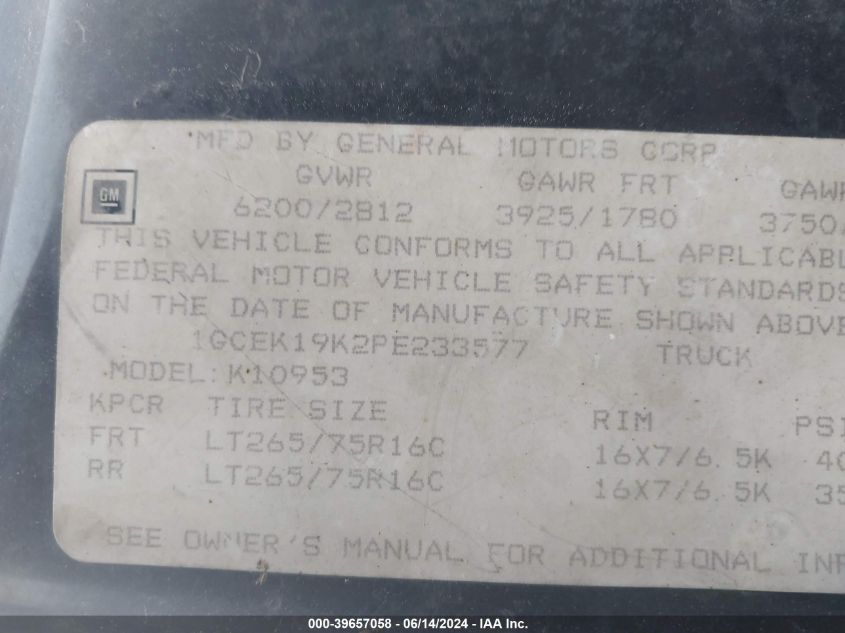 MFD BY GENERAL MOTORS CORP
GVWR GAWR FRT GAWR
GM
6200/2812 3925/1780 3750/
THIS VEHICLE CONFORMS TO ALL APPLICABL
FEDERAL MOTOR VEHICLE SAFETY STANDARDS
ON THE DATE OF MANUFACTURE SHOWN ABOVE
1GCEK19K2PE233577 TRUCK
MODEL: K10953
KPCR TIRE SIZE RIM PSI
FRT LT265/75R16C 16X7/6.5K 40
RR LT265/75R16C 16X7/6.5K 35
SEE OWNER'S MANUAL FOR ADDITIONAL INF
000-39657058 - 06/14/2024 - IAA Inc.